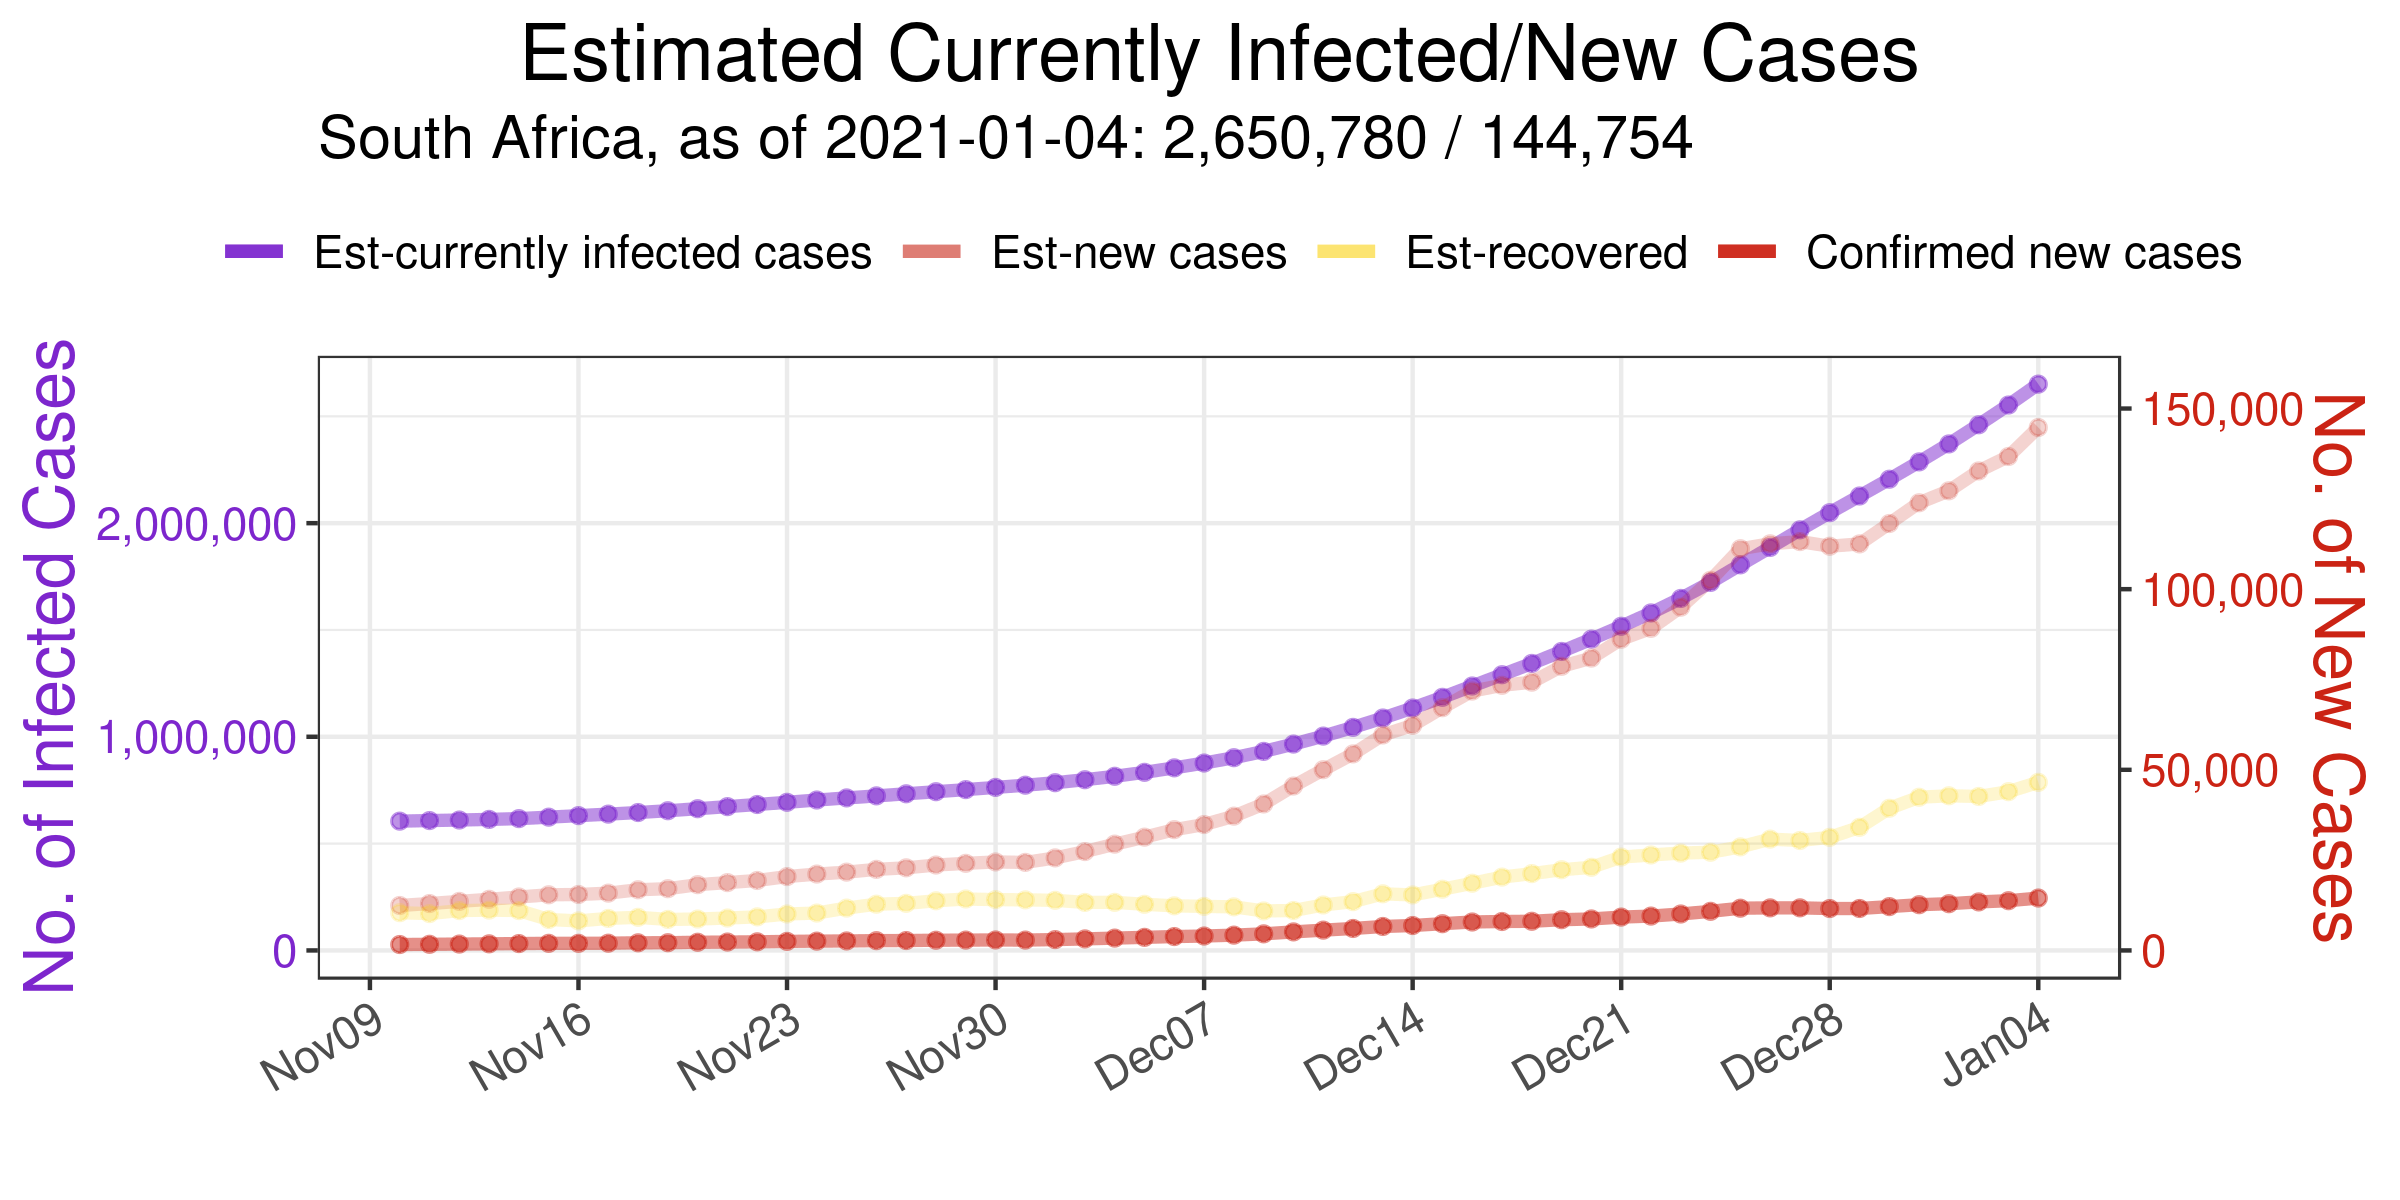 Estimated Currently Infected/New Cases
South Africa, as of 2021-01-04: 2,650,780 / 144,754
Est-currently infected cases Est-new cases Est-recovered Confirmed new cases
No. of Infected Cases
2,000,000
1,000,000
0
150,000
100,000
50,000
0
No. of New Cases
Nov09 Nov16 Nov23 Nov30 Dec07 Dec14 Dec21 Dec28 Jan04